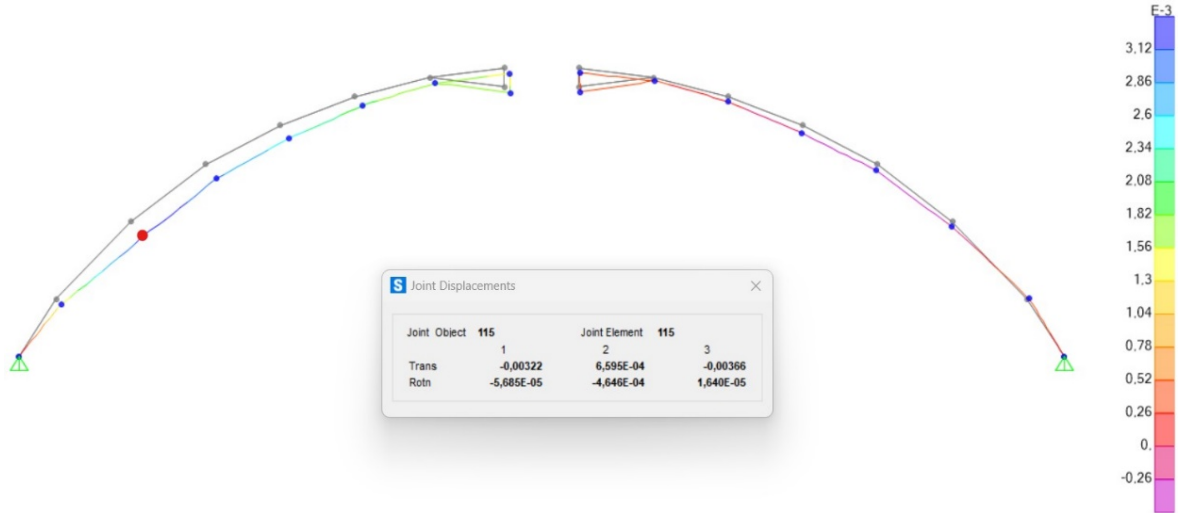 E-3
3,12
2,86
2,6
2,34
2,08
1,82
1,56
1,3
1,04
0,78
0,52
0,26
0,
-0,26
S Joint Displacements
Joint Object 115 Joint Element 115
1 2 3
Trans -0,00322 6,595E-04 -0,00366
Rotn -5,685E-05 -4,646E-04 1,640E-05